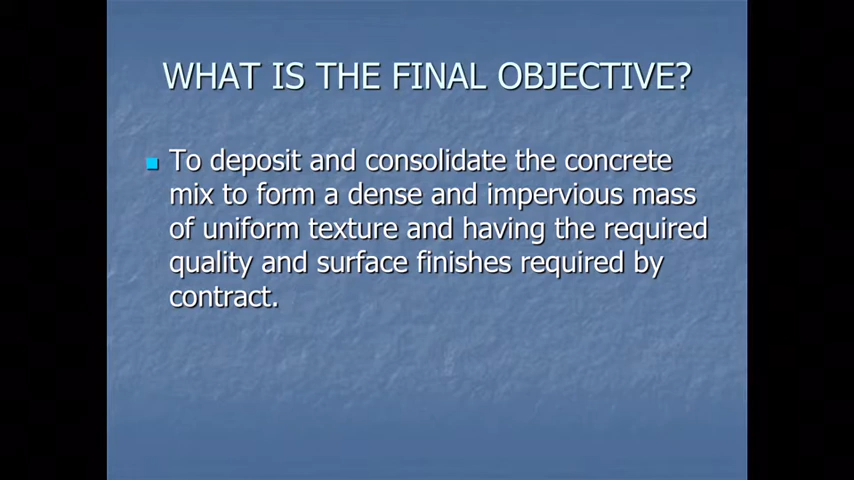 WHAT IS THE FINAL OBJECTIVE?
To deposit and consolidate the concrete
mix to form a dense and impervious mass
of uniform texture and having the required
quality and surface finishes required by
contract.